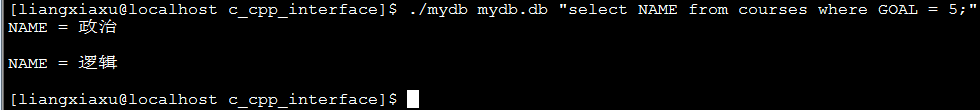 [liangxiaxu@localhost c_cpp_interface]$ ./mydb mydb.db "select NAME from courses where GOAL = 5;"
NAME = 政治
NAME = 逻辑
[liangxiaxu@localhost c_cpp_interface]$